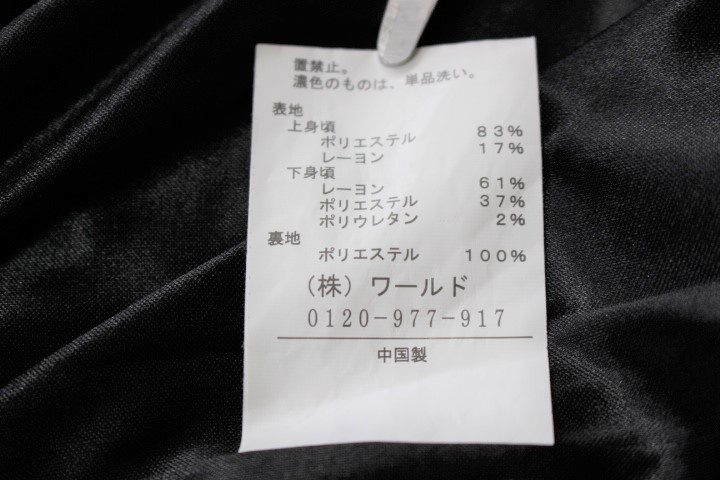 置禁止。
濃色のものは、単品洗い。
表地
上身頃
ポリエステル 83%
レーヨン 17%
下身頃
レーヨン 61%
ポリエステル 37%
ポリウレタン 2%
裏地
ポリエステル 100%
（株）ワールド
0120-977-917
中国製